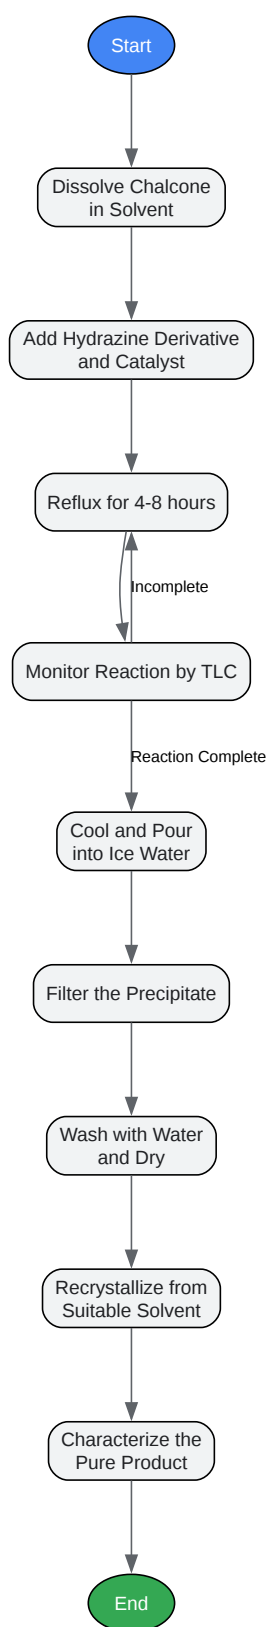 Start
Dissolve Chalcone
in Solvent
Add Hydrazine Derivative
and Catalyst
Reflux for 4-8 hours
Incomplete
Monitor Reaction by TLC
Reaction Complete
Cool and Pour
into Ice Water
Filter the Precipitate
Wash with Water
and Dry
Recrystallize from
Suitable Solvent
Characterize the
Pure Product
End